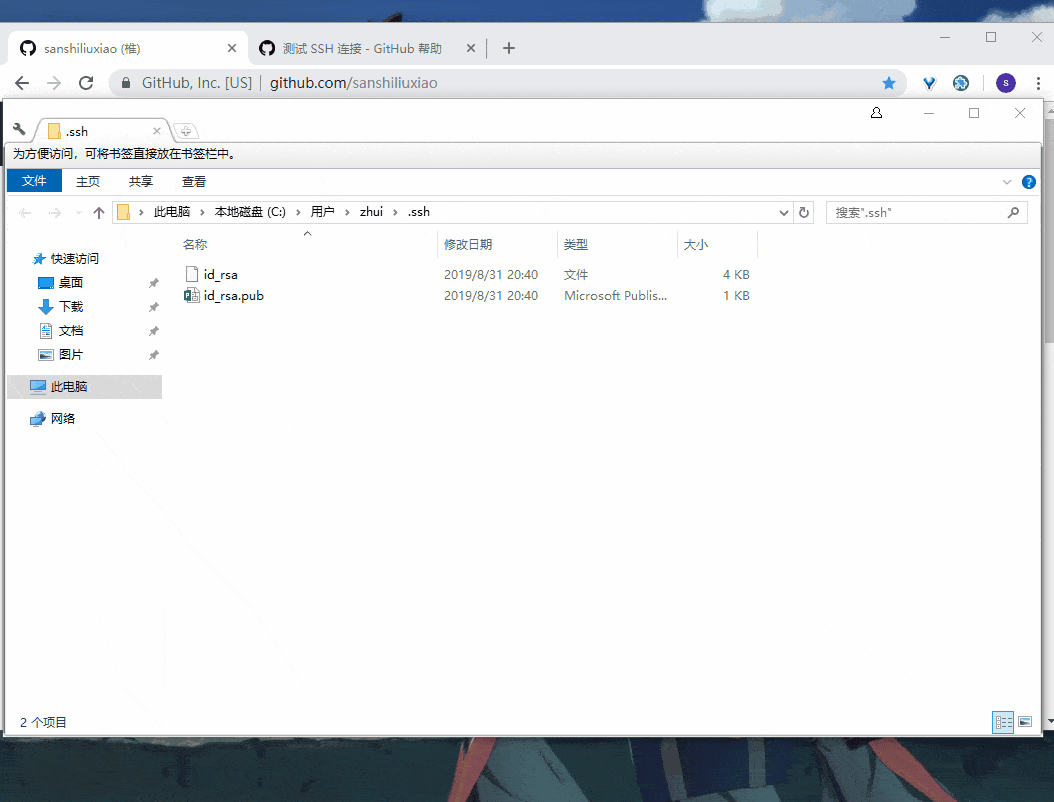 sanshiliuxiao (椎)
测试 SSH 连接 - GitHub 帮助
GitHub, Inc. [US] | github.com/sanshiliuxiao
s
.ssh
为方便访问，可将书签直接放在书签栏中。
文件 主页 共享 查看
此电脑 本地磁盘 (C:) 用户 zhui .ssh
搜索".ssh"
名称 修改日期 类型 大小
快速访问
桌面
下载
文档
图片
此电脑
网络
id_rsa 2019/8/31 20:40 文件 4 KB
id_rsa.pub 2019/8/31 20:40 Microsoft Publis... 1 KB
2 个项目